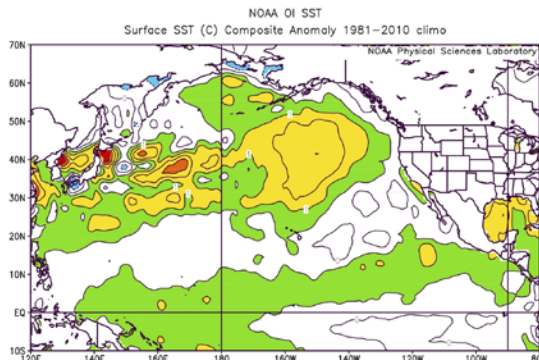 NOAA OI SST
Surface SST (C) Composite Anomaly 1981-2010 climo
NOAA Physical Sciences Laboratory
70N
60N
50N
40N
30N
20N
10N
EQ
10S
120E 140E 160E 180 160W 140W 120W 100W